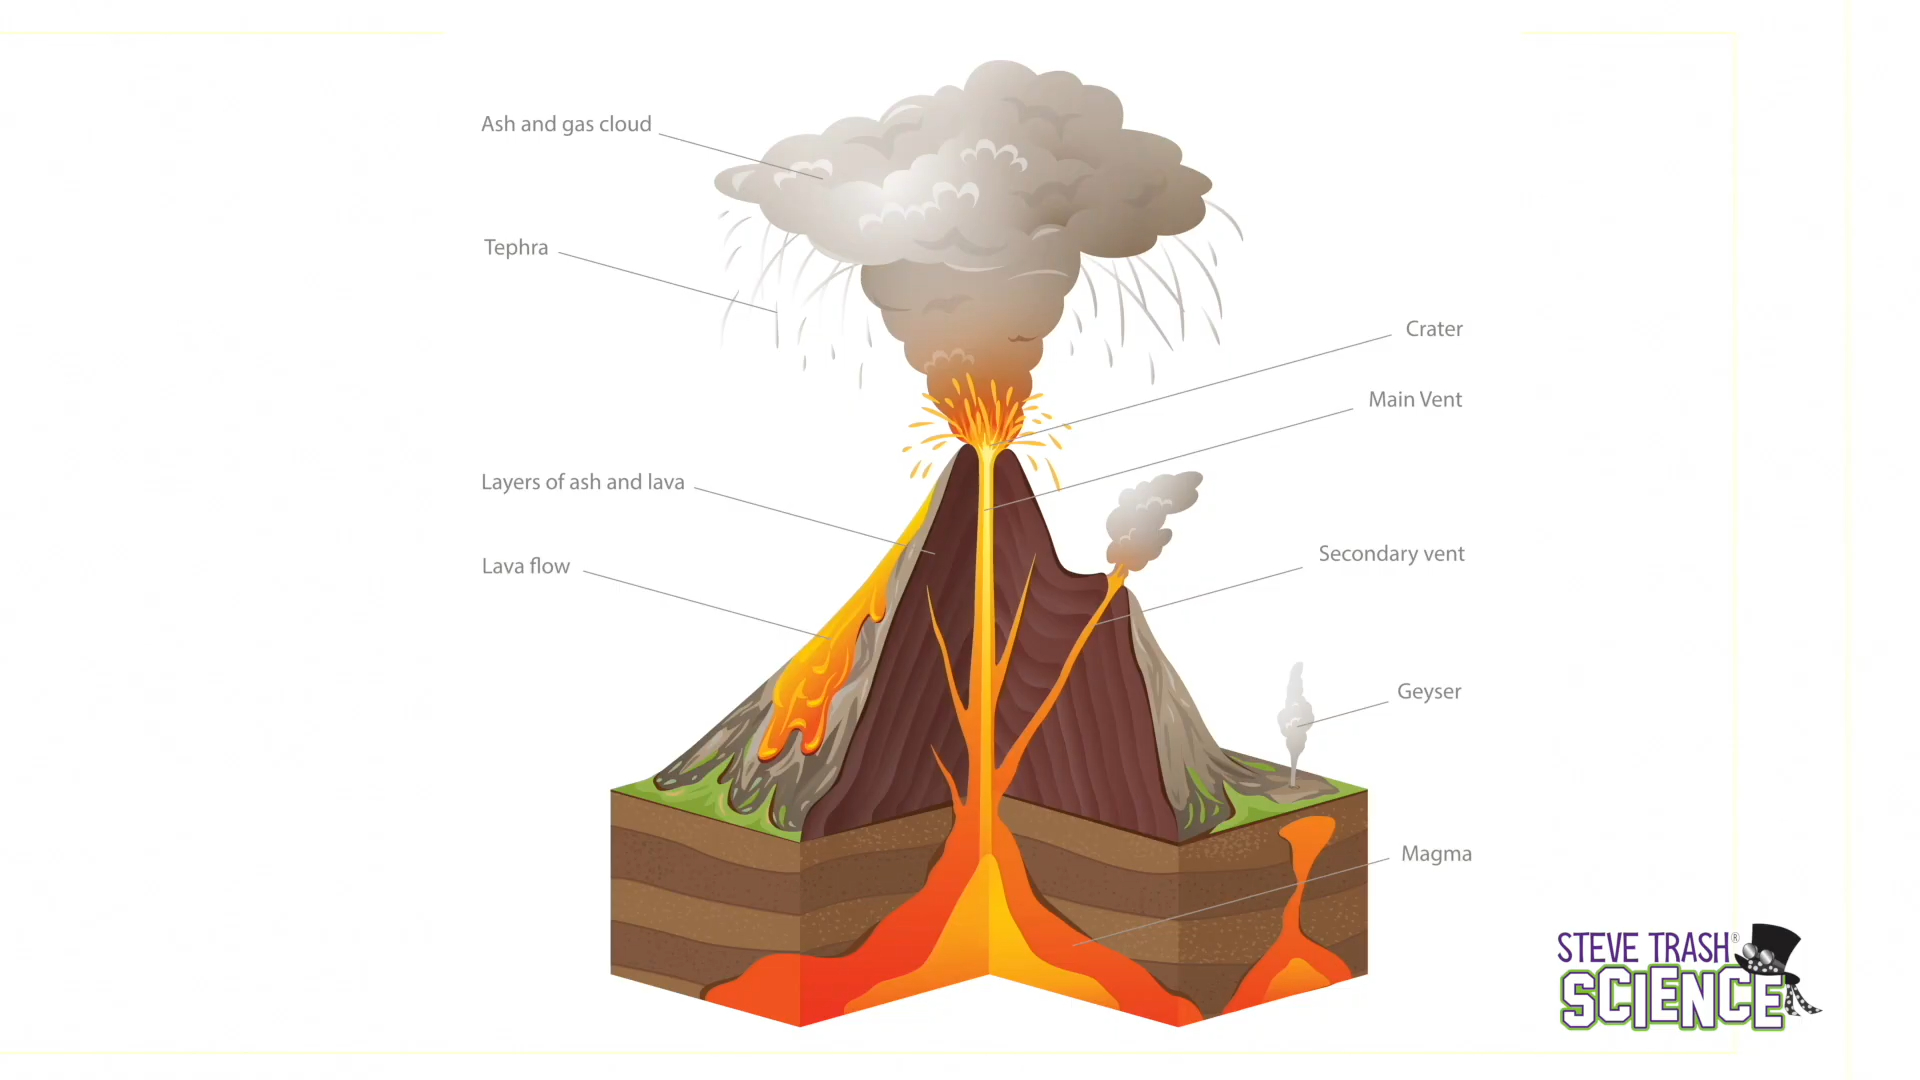 Ash and gas cloud
Tephra
Crater
Main Vent
Layers of ash and lava
Secondary vent
Lava flow
Geyser
Magma
STEVE TRASH®
SCIENCE